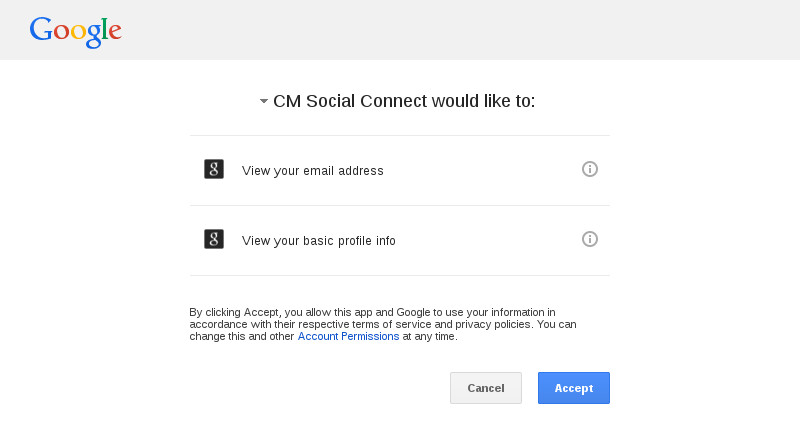 Google
CM Social Connect would like to:
g
View your email address
i
g
View your basic profile info
i
By clicking Accept, you allow this app and Google to use your information in
accordance with their respective terms of service and privacy policies. You can
change this and other Account Permissions at any time.
Cancel
Accept